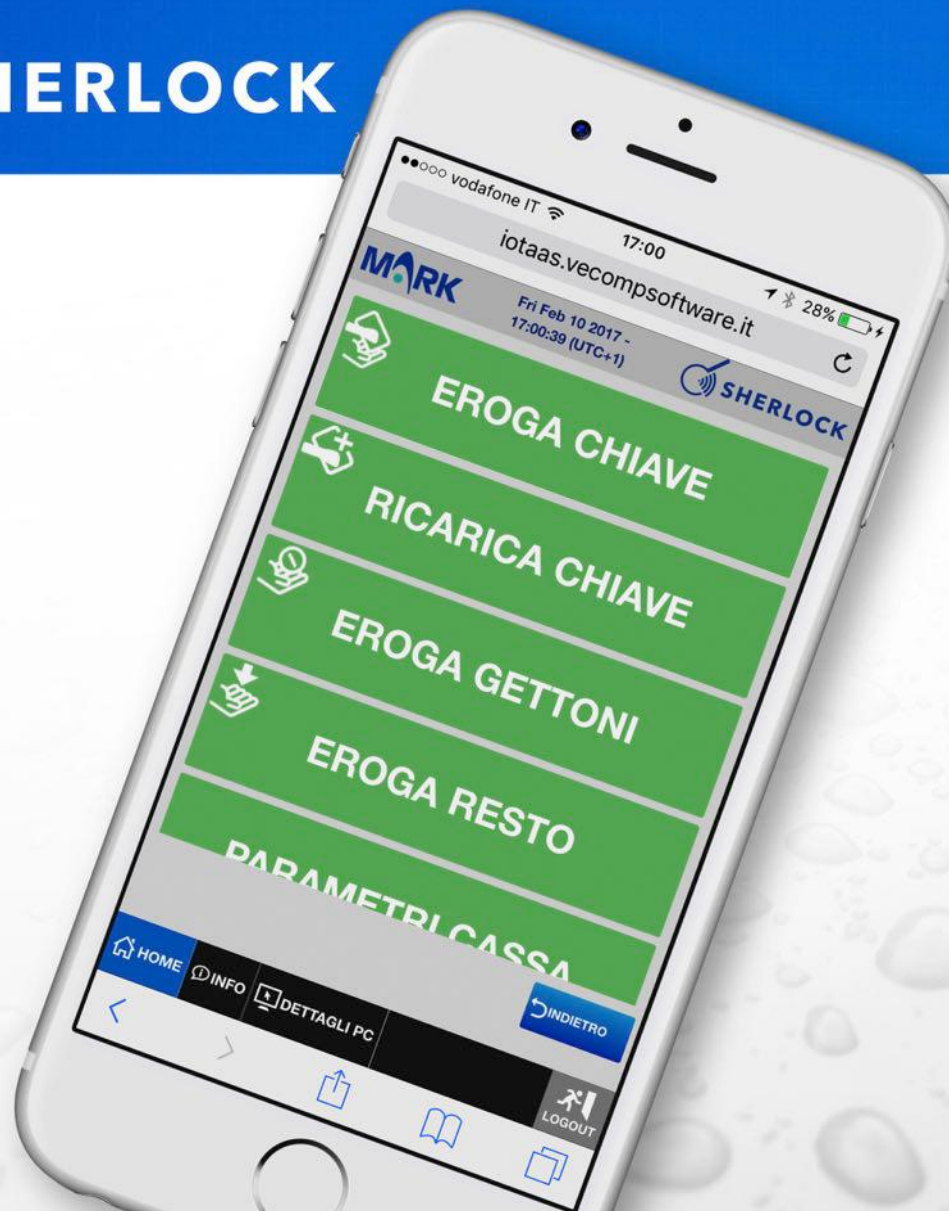 HERLOCK
vodafone IT
17:00
28%
iotaas.vecompsoftware.it
MARK
Fri Feb 10 2017 -
17:00:39 (UTC+1)
SHERLOCK
EROGA CHIAVE
RICARICA CHIAVE
EROGA GETTONI
EROGA RESTO
PARAMETRI CASSA
INDIETRO
HOME
INFO
DETTAGLI PC
LOGOUT